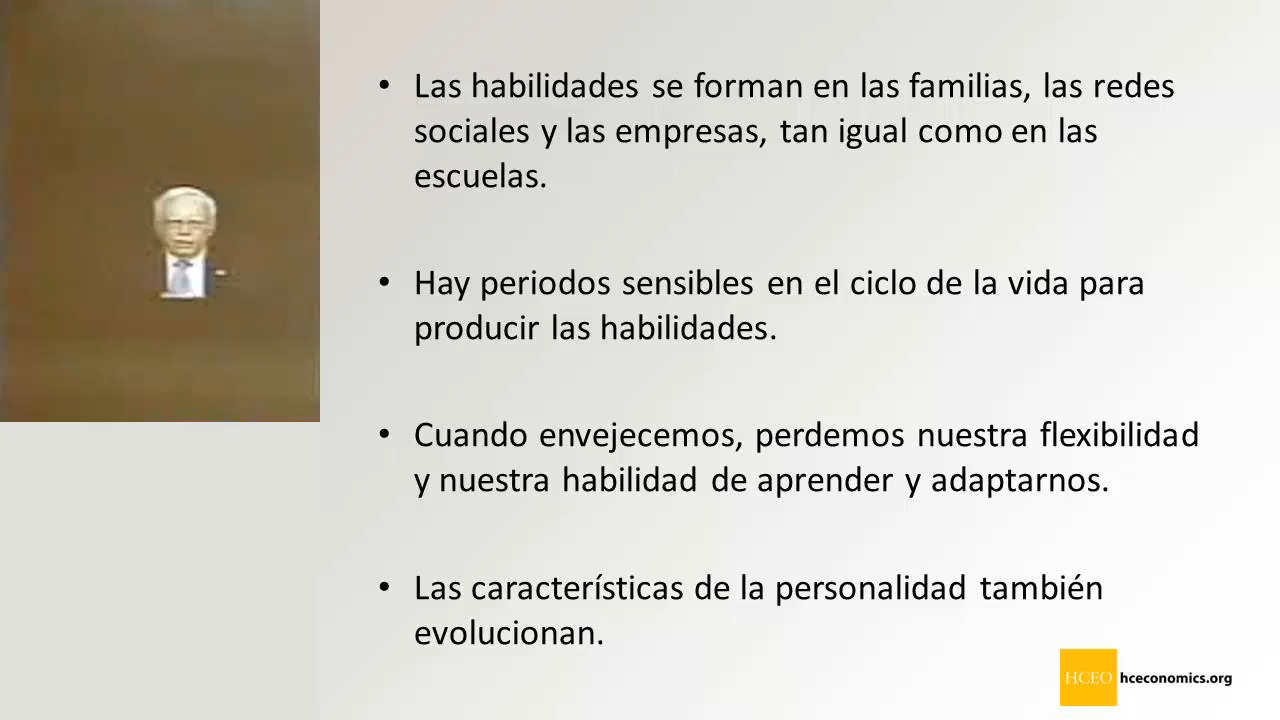 • Las habilidades se forman en las familias, las redes
sociales y las empresas, tan igual como en las
escuelas.
• Hay periodos sensibles en el ciclo de la vida para
producir las habilidades.
• Cuando envejecemos, perdemos nuestra flexibilidad
y nuestra habilidad de aprender y adaptarnos.
• Las características de la personalidad también
evolucionan.
HCEO hceconomics.org